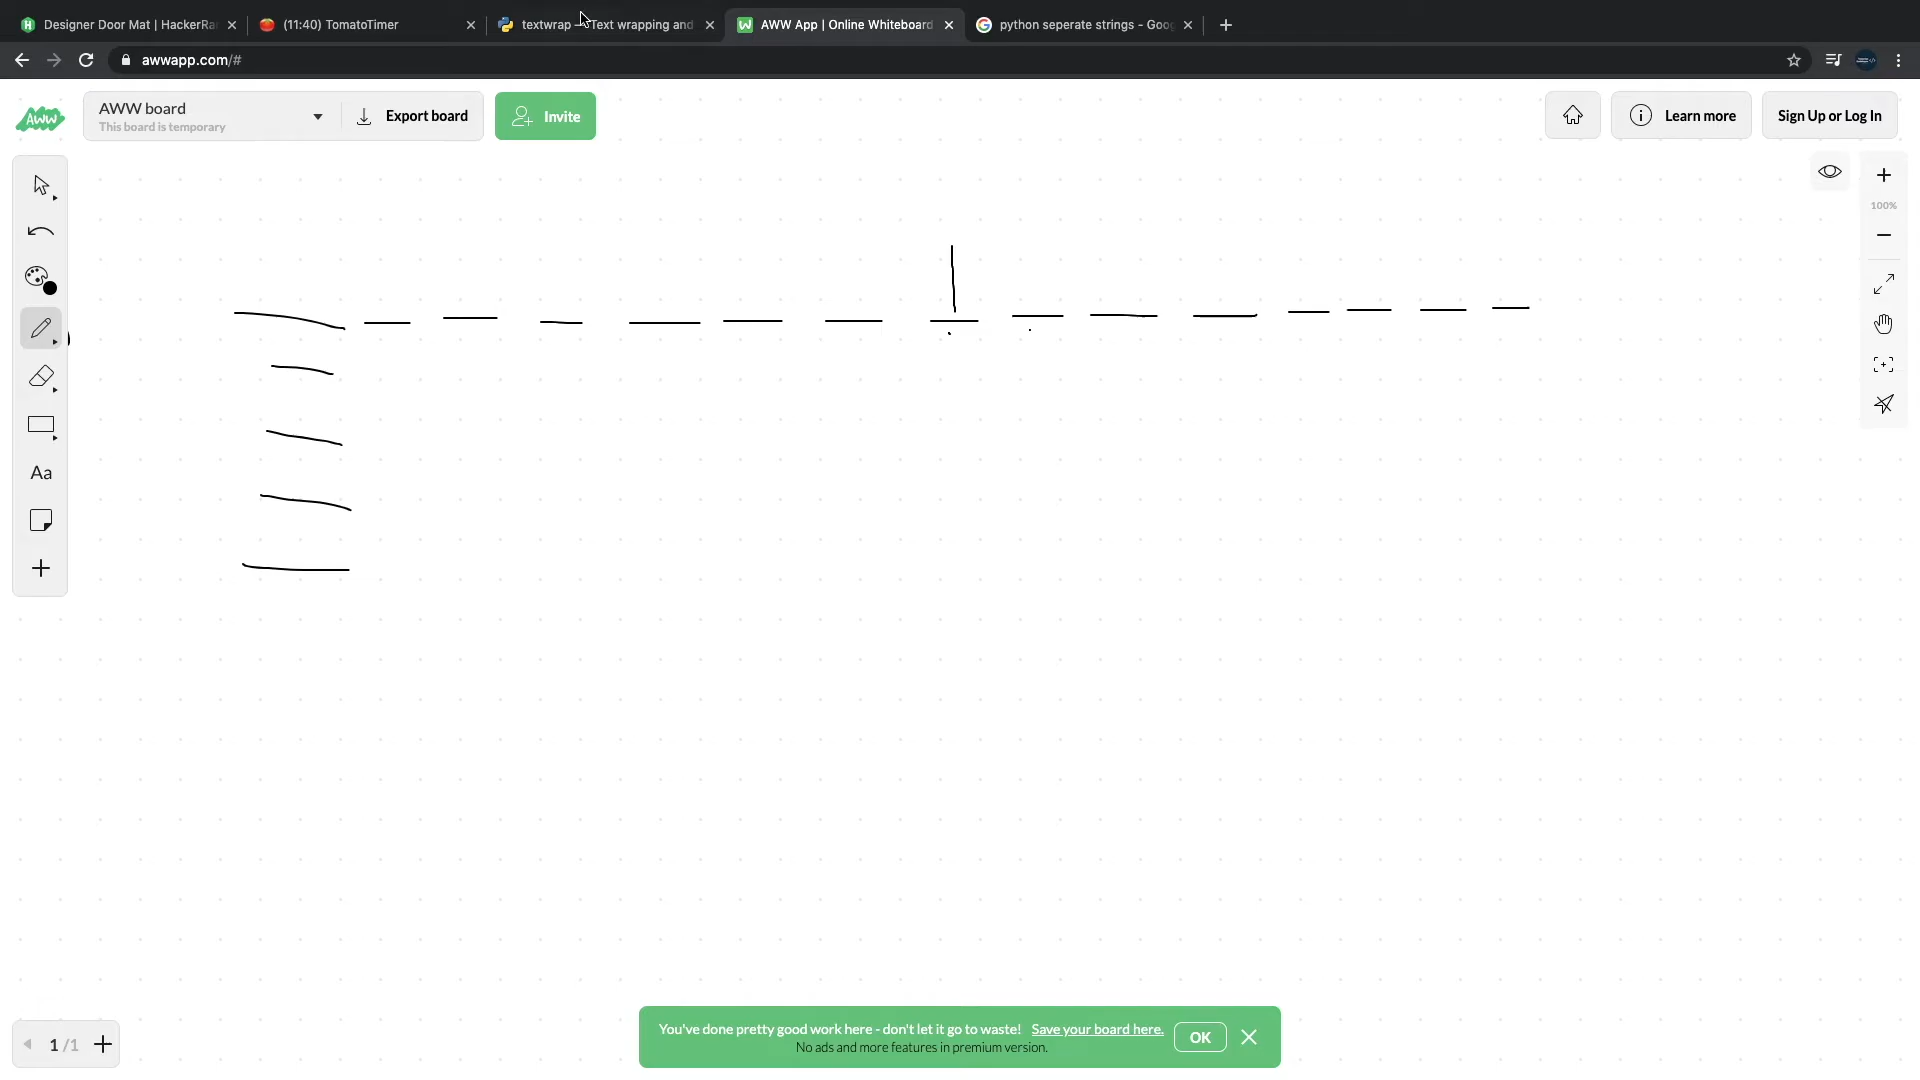 Designer Door Mat | HackerRa
(11:40) TomatoTimer
textwrap — Text wrapping and
AWW App | Online Whiteboard
python seperate strings - Goog
awwapp.com/#
AWW
AWW board
This board is temporary
Export board
Invite
Learn more
Sign Up or Log In
100%
Aa
1 /1
You've done pretty good work here - don't let it go to waste! Save your board here.
No ads and more features in premium version.
OK